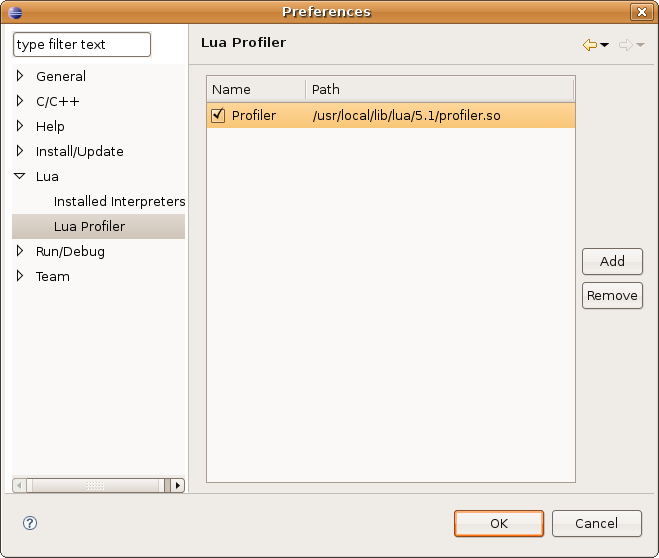 Preferences
type filter text
Lua Profiler
General
C/C++
Help
Install/Update
Lua
Installed Interpreters
Lua Profiler
Run/Debug
Team
Name Path
Profiler /usr/local/lib/lua/5.1/profiler.so
Add
Remove
?
OK
Cancel